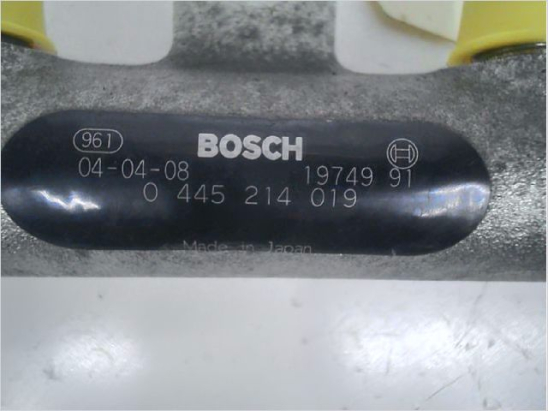 961 BOSCH
04-04-08 19749 91
0 445 214 019
Made in Japan